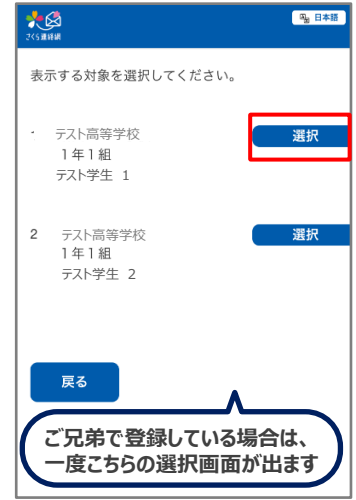 日本語
さくら連絡網
表示する対象を選択してください。
テスト高等学校 選択
1年1組
テスト学生 1
2 テスト高等学校 選択
1年1組
テスト学生 2
戻る
ご兄弟で登録している場合は、
一度こちらの選択画面が出ます